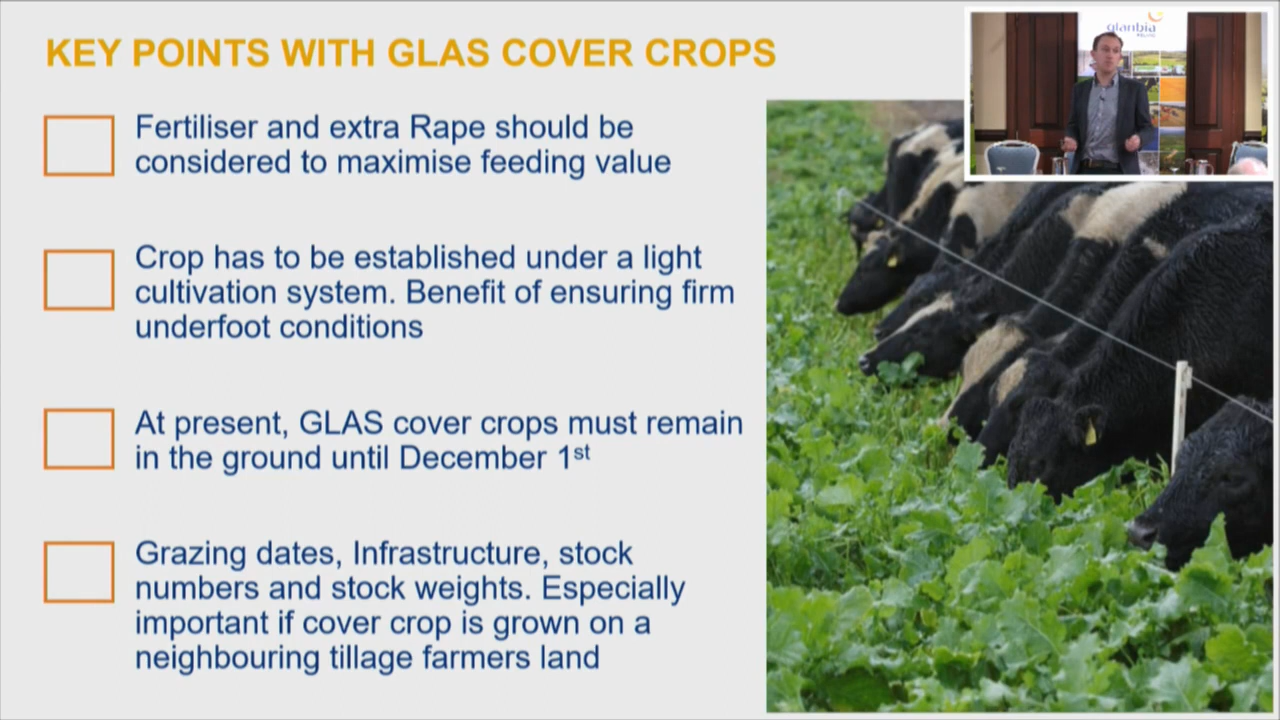 KEY POINTS WITH GLAS COVER CROPS
Fertiliser and extra Rape should be
considered to maximise feeding value
Crop has to be established under a light
cultivation system. Benefit of ensuring firm
underfoot conditions
At present, GLAS cover crops must remain
in the ground until December 1st
Grazing dates, Infrastructure, stock
numbers and stock weights. Especially
important if cover crop is grown on a
neighbouring tillage farmers land
glanbia